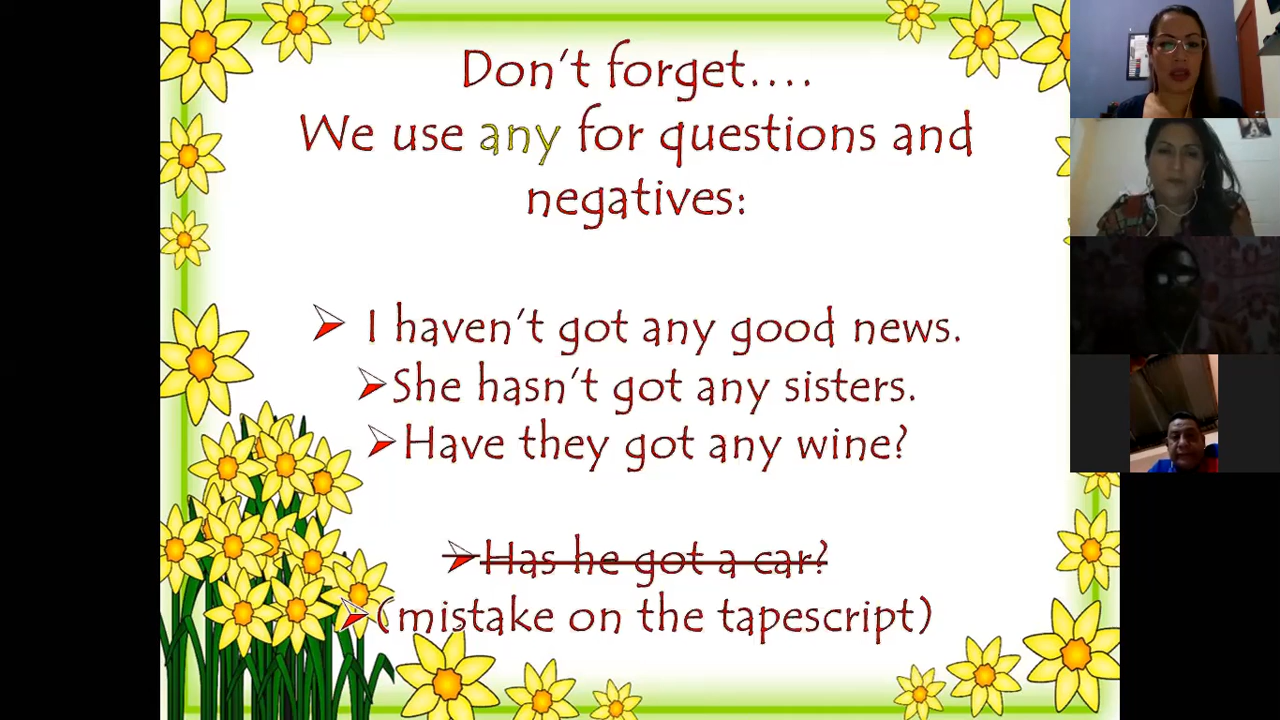 Don't forget....
We use any for questions and
negatives:
I haven't got any good news.
She hasn't got any sisters.
Have they got any wine?
Has he got a car?
(mistake on the tapescript)